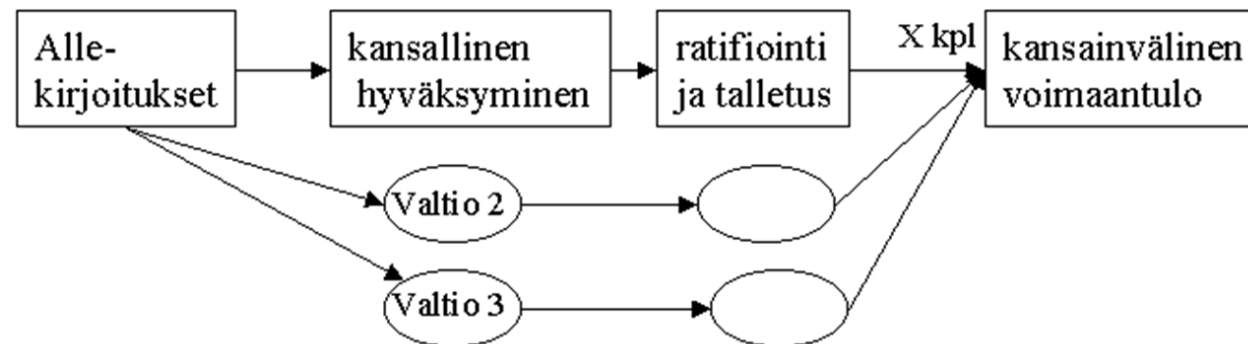 Alle-
kirjoitukset
kansallinen
hyväksyminen
ratifiointi
ja talletus
X kpl
kansainvälinen
voimaantulo
Valtio 2
Valtio 3